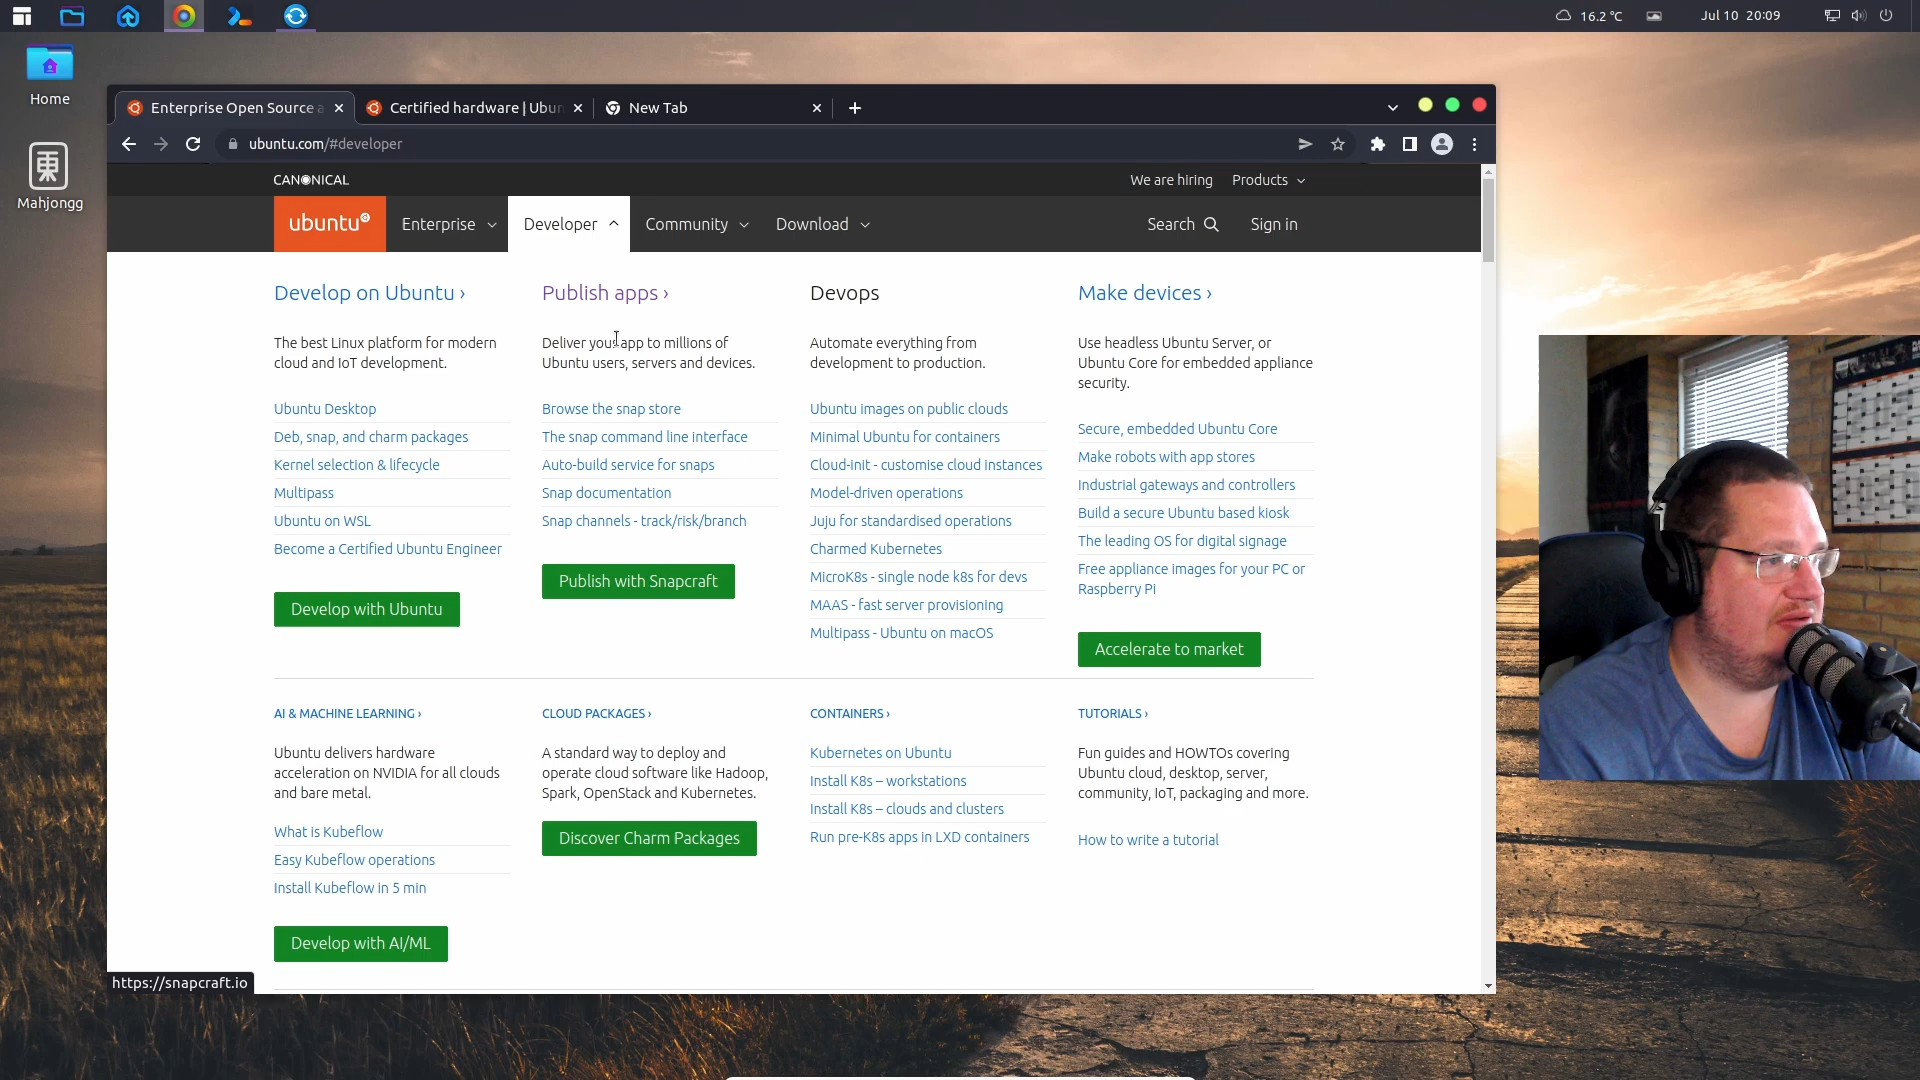 16.2 °C
Jul 10 20:09
Home
Mahjongg
東
Enterprise Open Source a
Certified hardware | Ubun
New Tab
ubuntu.com/#developer
CANONICAL
We are hiring
Products
ubuntu
Enterprise
Developer
Community
Download
Search
Sign in
Develop on Ubuntu ›
The best Linux platform for modern
cloud and IoT development.
Ubuntu Desktop
Deb, snap, and charm packages
Kernel selection & lifecycle
Multipass
Ubuntu on WSL
Become a Certified Ubuntu Engineer
Develop with Ubuntu
Publish apps ›
Deliver your app to millions of
Ubuntu users, servers and devices.
Browse the snap store
The snap command line interface
Auto-build service for snaps
Snap documentation
Snap channels - track/risk/branch
Publish with Snapcraft
Devops
Automate everything from
development to production.
Ubuntu images on public clouds
Minimal Ubuntu for containers
Cloud-init - customise cloud instances
Model-driven operations
Juju for standardised operations
Charmed Kubernetes
MicroK8s - single node k8s for devs
MAAS - fast server provisioning
Multipass - Ubuntu on macOS
Make devices ›
Use headless Ubuntu Server, or
Ubuntu Core for embedded appliance
security.
Secure, embedded Ubuntu Core
Make robots with app stores
Industrial gateways and controllers
Build a secure Ubuntu based kiosk
The leading OS for digital signage
Free appliance images for your PC or
Raspberry Pi
Accelerate to market
AI & MACHINE LEARNING ›
Ubuntu delivers hardware
acceleration on NVIDIA for all clouds
and bare metal.
What is Kubeflow
Easy Kubeflow operations
Install Kubeflow in 5 min
Develop with AI/ML
CLOUD PACKAGES ›
A standard way to deploy and
operate cloud software like Hadoop,
Spark, OpenStack and Kubernetes.
Discover Charm Packages
CONTAINERS ›
Kubernetes on Ubuntu
Install K8s – workstations
Install K8s – clouds and clusters
Run pre-K8s apps in LXD containers
TUTORIALS ›
Fun guides and HOWTOs covering
Ubuntu cloud, desktop, server,
community, IoT, packaging and more.
How to write a tutorial
https://snapcraft.io